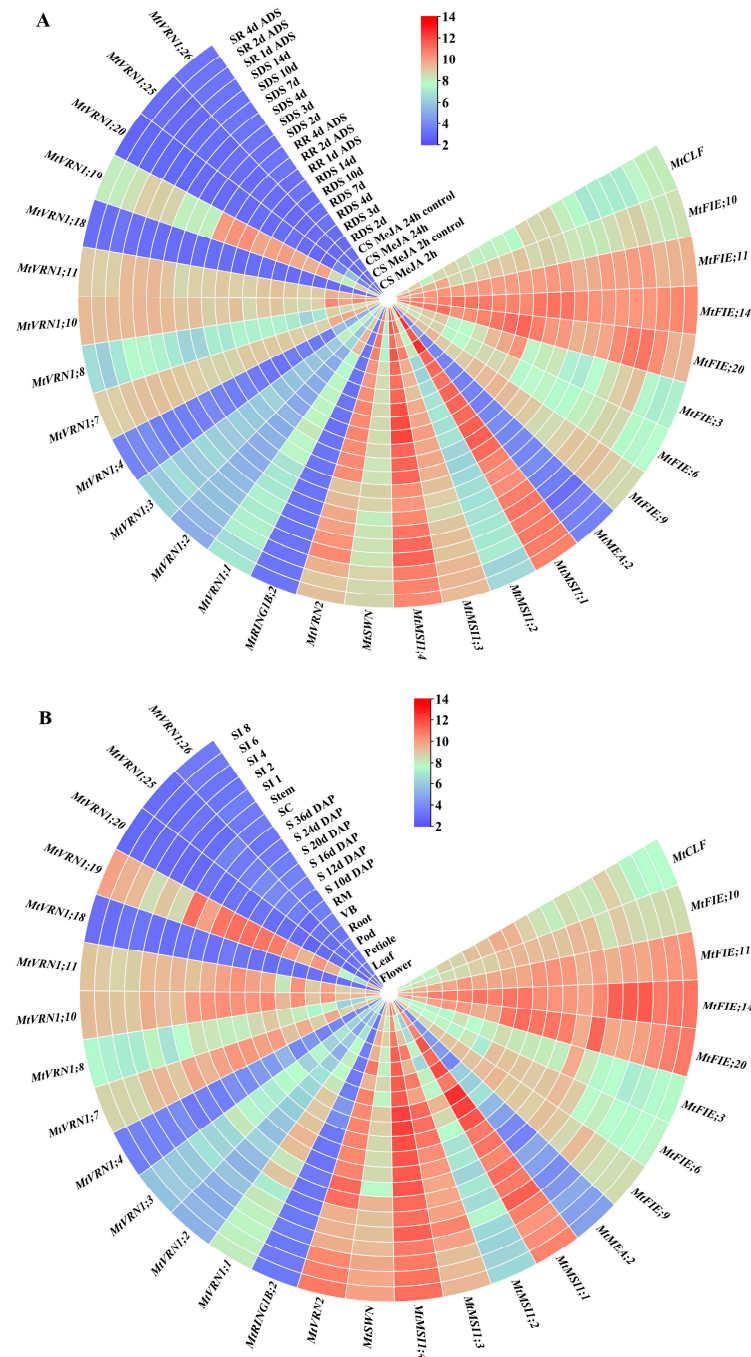 A
SR 4d ADS
SR 2d ADS
SR 1d ADS
SDS 14d
SDS 10d
SDS 7d
SDS 4d
SDS 3d
SDS 2d
RR 4d ADS
RR 2d ADS
RR 1d ADS
RDS 14d
RDS 10d
RDS 7d
RDS 4d
RDS 3d
RDS 2d
CS MeJA 24h control
CS MeJA 24h
CS MeJA 2h control
CS MeJA 2h
14
12
10
8
6
4
2
MtCLF
MtFIE;10
MtFIE;11
MtFIE;14
MtFIE;20
MtFIE;3
MtFIE;6
MtFIE;9
MtMEA;2
MtMSI1;1
MtMSI1;2
MtMSI1;3
MtMSI1;4
MtSWN
MtVRN2
MtRING1B;2
MtVRN1;1
MtVRN1;2
MtVRN1;3
MtVRN1;4
MtVRN1;7
MtVRN1;8
MtVRN1;10
MtVRN1;11
MtVRN1;18
MtVRN1;19
MtVRN1;20
MtVRN1;25
MtVRN1;26
B
SI 8
SI 6
SI 4
SI 2
SI 1
Stem
SC
S 36d DAP
S 24d DAP
S 20d DAP
S 16d DAP
S 12d DAP
S 10d DAP
RM
VB
Root
Pod
Petiole
Leaf
Flower
14
12
10
8
6
4
2
MtCLF
MtFIE;10
MtFIE;11
MtFIE;14
MtFIE;20
MtFIE;3
MtFIE;6
MtFIE;9
MtMEA;2
MtMSI1;1
MtMSI1;2
MtMSI1;3
MtMSI1;4
MtSWN
MtVRN2
MtRING1B;2
MtVRN1;1
MtVRN1;2
MtVRN1;3
MtVRN1;4
MtVRN1;7
MtVRN1;8
MtVRN1;10
MtVRN1;11
MtVRN1;18
MtVRN1;19
MtVRN1;20
MtVRN1;25
MtVRN1;26